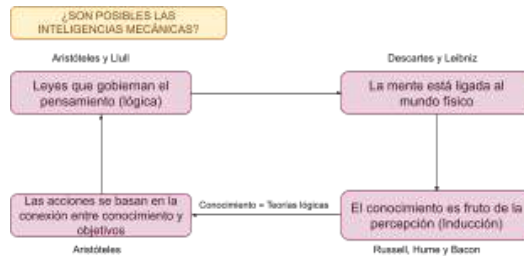 ¿SON POSIBLES LAS
INTELIGENCIAS MECÁNICAS?
Aristóteles y Llull
Descartes y Leibniz
Leyes que gobiernan el
pensamiento (lógica)
La mente está ligada al
mundo físico
Las acciones se basan en la
conexión entre conocimiento y
objetivos
Conocimiento = Teorías lógicas
El conocimiento es fruto de la
percepción (Inducción)
Aristóteles
Russell, Hume y Bacon